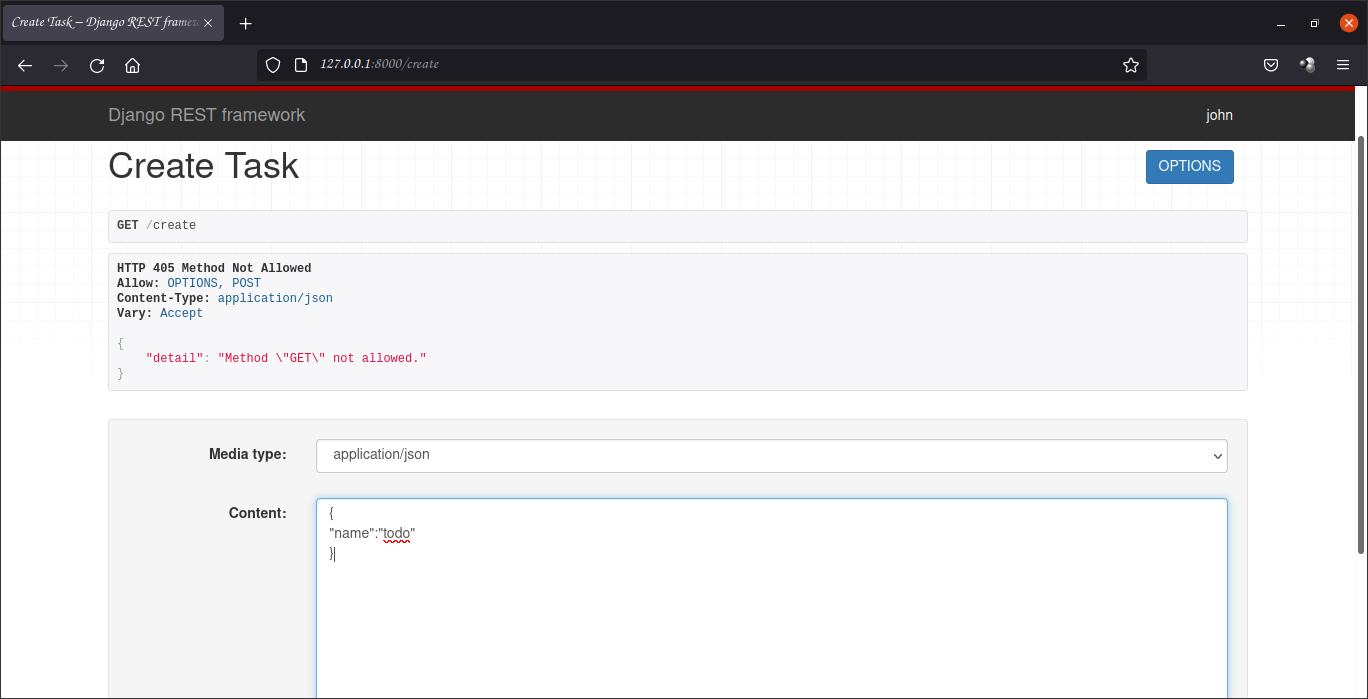 Create Task — Django REST framew
127.0.0.1:8000/create
Django REST framework
john
Create Task
OPTIONS
GET /create
HTTP 405 Method Not Allowed
Allow: OPTIONS, POST
Content-Type: application/json
Vary: Accept
{
"detail": "Method \"GET\" not allowed."
}
Media type:
application/json
Content:
{
"name":"todo"
}